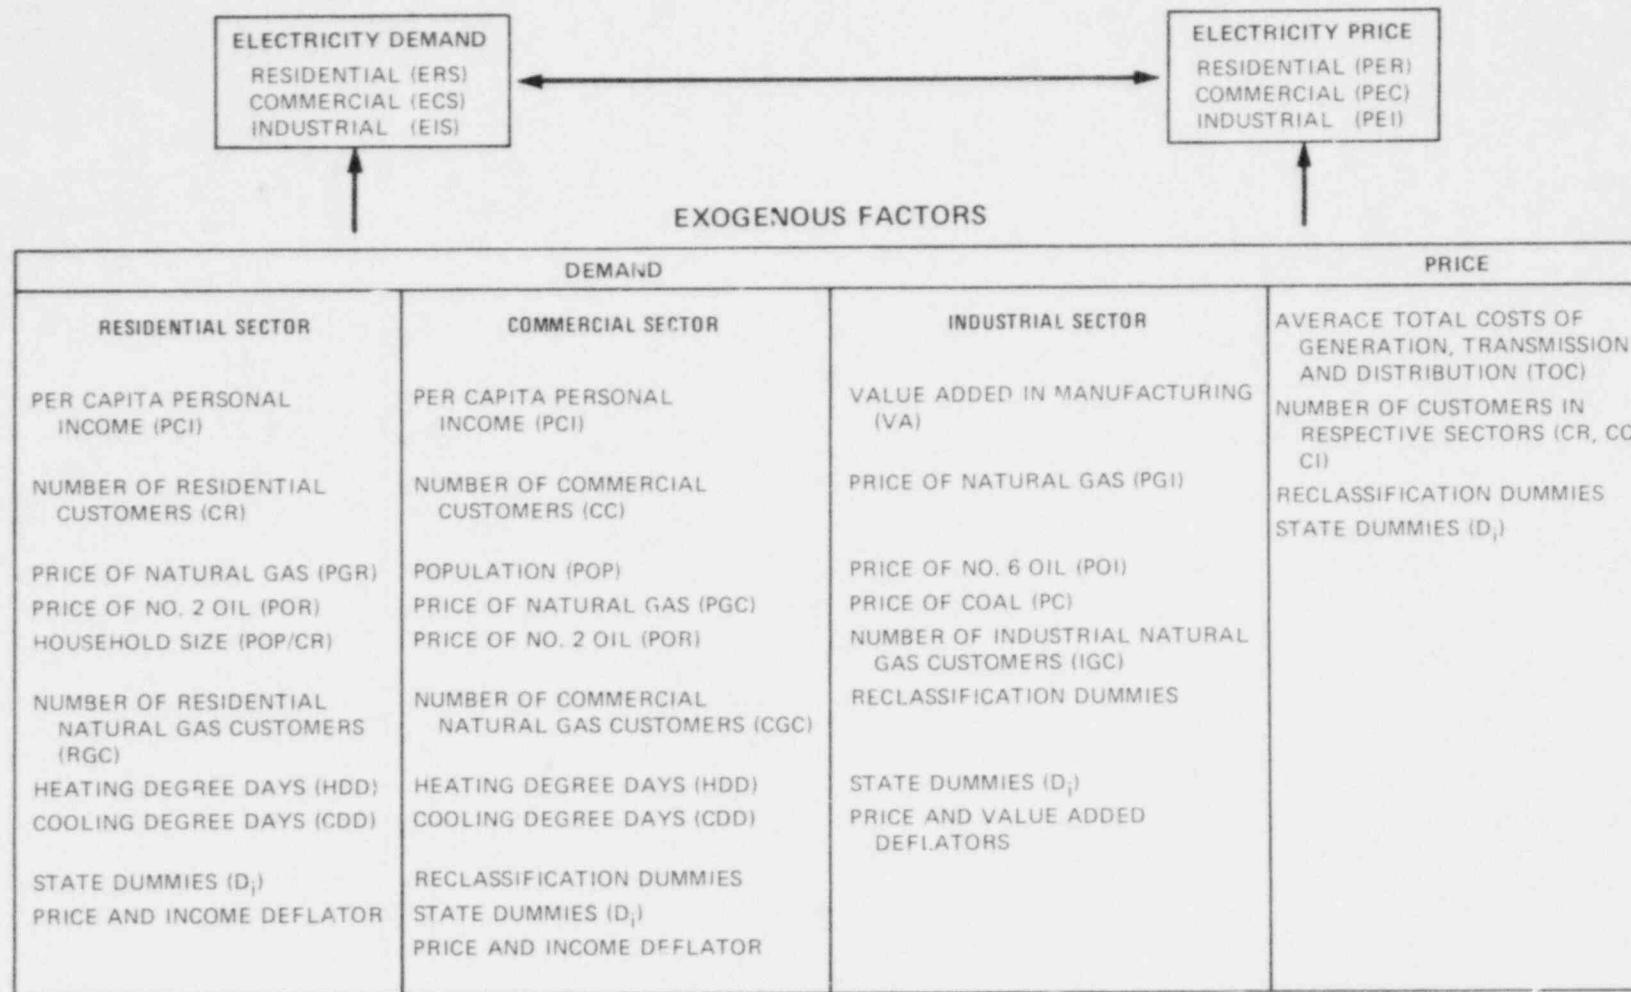 ELECTRICITY DEMAND
RESIDENTIAL (ERS)
COMMERCIAL (ECS)
INDUSTRIAL (EIS)
ELECTRICITY PRICE
RESIDENTIAL (PER)
COMMERCIAL (PEC)
INDUSTRIAL (PEI)
EXOGENOUS FACTORS
DEMAND
PRICE
RESIDENTIAL SECTOR
PER CAPITA PERSONAL
INCOME (PCI)
NUMBER OF RESIDENTIAL
CUSTOMERS (CR)
PRICE OF NATURAL GAS (PGR)
PRICE OF NO. 2 OIL (POR)
HOUSEHOLD SIZE (POP/CR)
NUMBER OF RESIDENTIAL
NATURAL GAS CUSTOMERS
(RGC)
HEATING DEGREE DAYS (HDD)
COOLING DEGREE DAYS (CDD)
STATE DUMMIES (Di)
PRICE AND INCOME DEFLATOR
COMMERCIAL SECTOR
PER CAPITA PERSONAL
INCOME (PCI)
NUMBER OF COMMERCIAL
CUSTOMERS (CC)
POPULATION (POP)
PRICE OF NATURAL GAS (PGC)
PRICE OF NO. 2 OIL (POR)
NUMBER OF COMMERCIAL
NATURAL GAS CUSTOMERS (CGC)
HEATING DEGREE DAYS (HDD)
COOLING DEGREE DAYS (CDD)
RECLASSIFICATION DUMMIES
STATE DUMMIES (Di)
PRICE AND INCOME DEFLATOR
INDUSTRIAL SECTOR
VALUE ADDED IN MANUFACTURING
(VA)
PRICE OF NATURAL GAS (PGI)
PRICE OF NO. 6 OIL (POI)
PRICE OF COAL (PC)
NUMBER OF INDUSTRIAL NATURAL
GAS CUSTOMERS (IGC)
RECLASSIFICATION DUMMIES
STATE DUMMIES (Di)
PRICE AND VALUE ADDED
DEFLATORS
AVERAGE TOTAL COSTS OF
GENERATION, TRANSMISSION
AND DISTRIBUTION (TOC)
NUMBER OF CUSTOMERS IN
RESPECTIVE SECTORS (CR, CC
CI)
RECLASSIFICATION DUMMIES
STATE DUMMIES (Di)